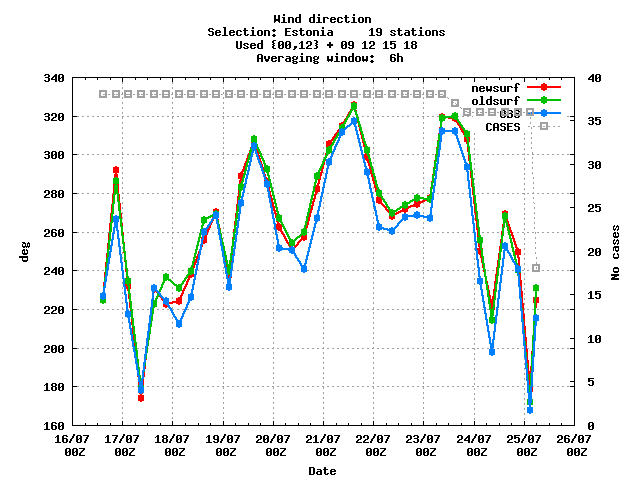 Wind direction
Selection: Estonia     19 stations
Used {00,12} + 09 12 15 18
Averaging window:  6h
340 40
newsurf
oldsurf
320
OBS 35
CASES
300 30
280
25
260
20
240
15
220
10
200
5
180
160 0
16/07 17/07 18/07 19/07 20/07 21/07 22/07 23/07 24/07 25/07 26/07
00Z 00Z 00Z 00Z 00Z 00Z 00Z 00Z 00Z 00Z 00Z
Date
deg
No cases